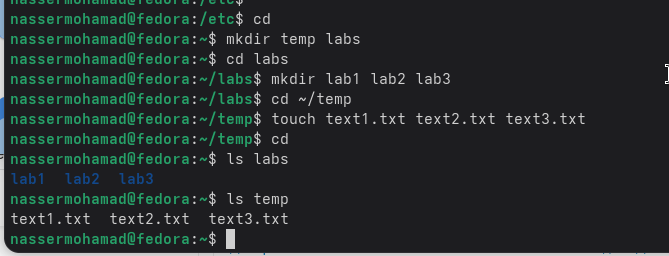 nassermohamad@fedora:/etc$
nassermohamad@fedora:/etc$ cd
nassermohamad@fedora:~$ mkdir temp labs
nassermohamad@fedora:~$ cd labs
nassermohamad@fedora:~/labs$ mkdir lab1 lab2 lab3
nassermohamad@fedora:~/labs$ cd ~/temp
nassermohamad@fedora:~/temp$ touch text1.txt text2.txt text3.txt
nassermohamad@fedora:~/temp$ cd
nassermohamad@fedora:~$ ls labs
lab1  lab2  lab3
nassermohamad@fedora:~$ ls temp
text1.txt  text2.txt  text3.txt
nassermohamad@fedora:~$